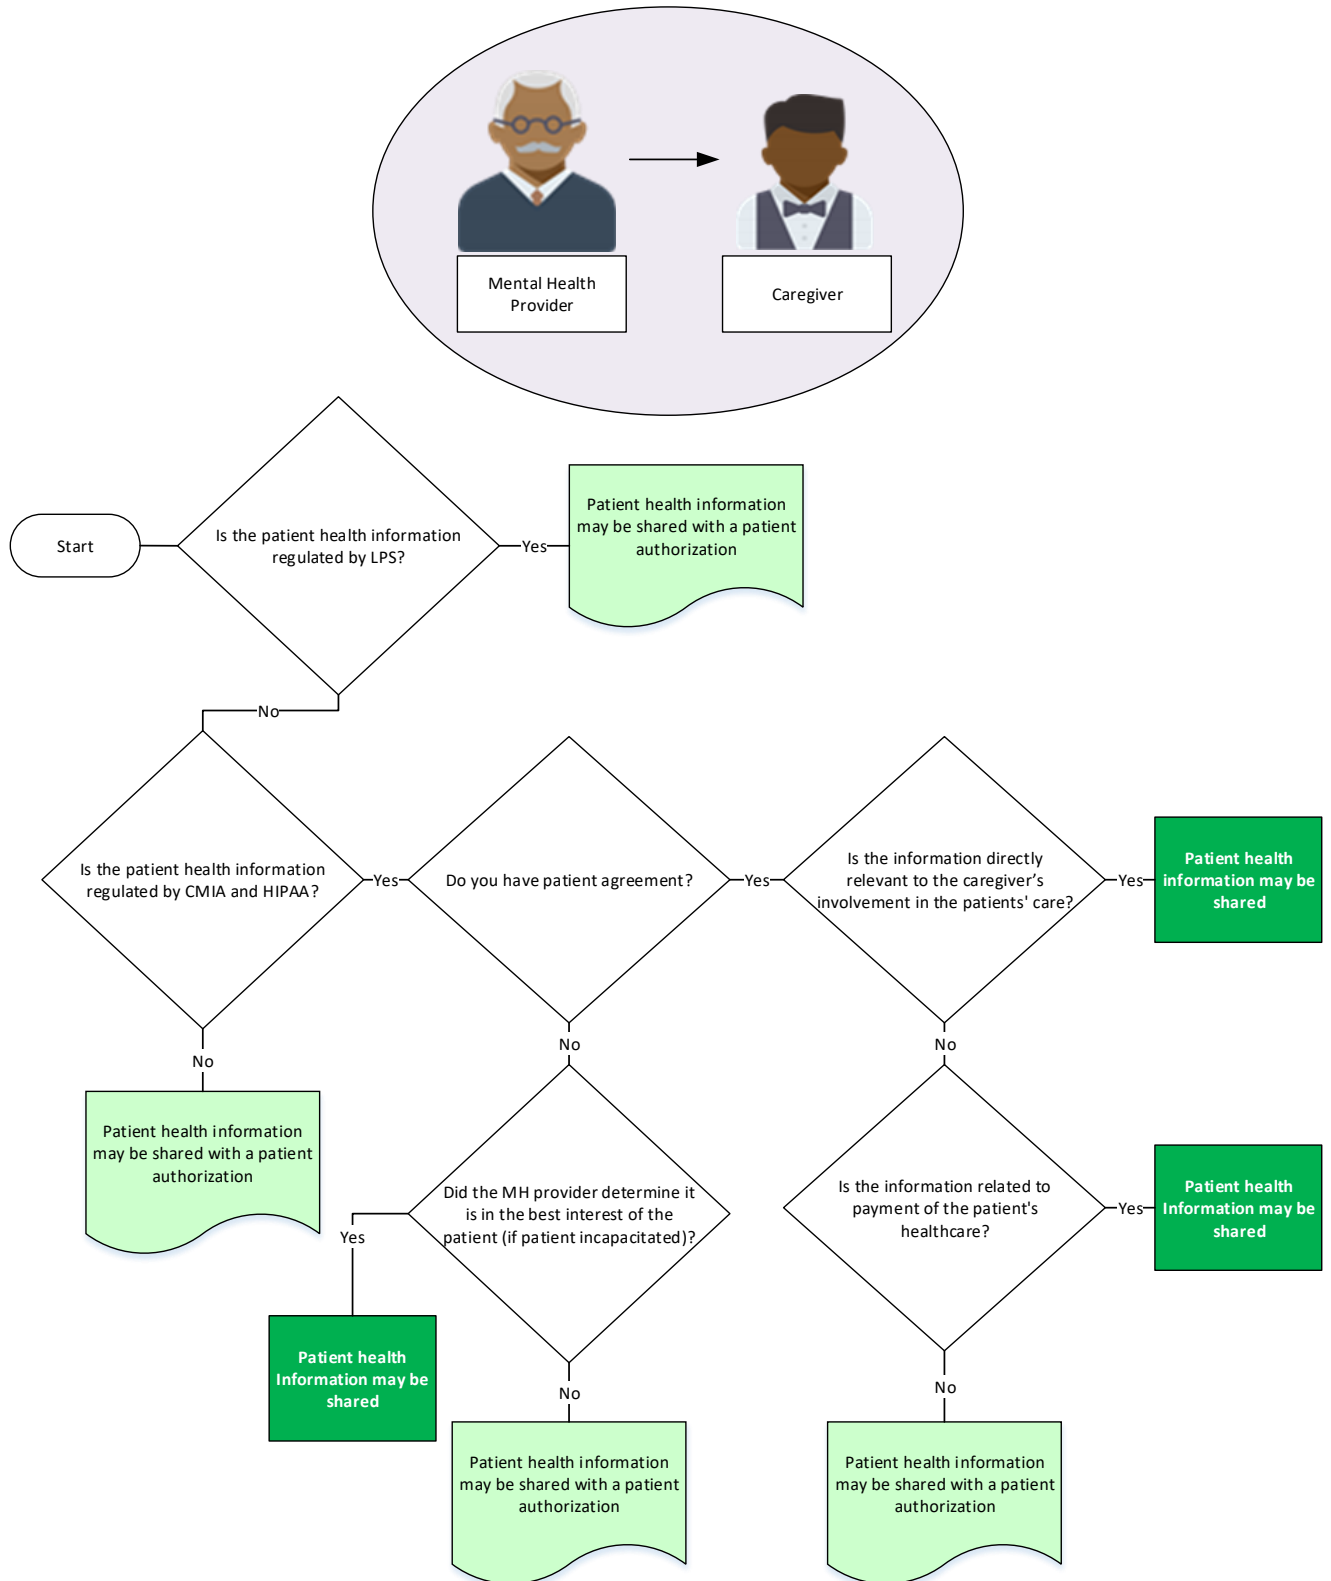 Mental Health
Provider
Caregiver
Start
Is the patient health information
regulated by LPS?
Yes
Patient health information
may be shared with a patient
authorization
No
Is the patient health information
regulated by CMIA and HIPAA?
Yes
Do you have patient agreement?
Yes
Is the information directly
relevant to the caregiver’s
involvement in the patients' care?
Yes
Patient health
information may be
shared
No
No
No
Patient health information
may be shared with a patient
authorization
Did the MH provider determine it
is in the best interest of the
patient (if patient incapacitated)?
Yes
Is the information related to
payment of the patient's
healthcare?
Yes
Patient health
Information may be
shared
Patient health
Information may be
shared
No
No
Patient health information
may be shared with a patient
authorization
Patient health information
may be shared with a patient
authorization